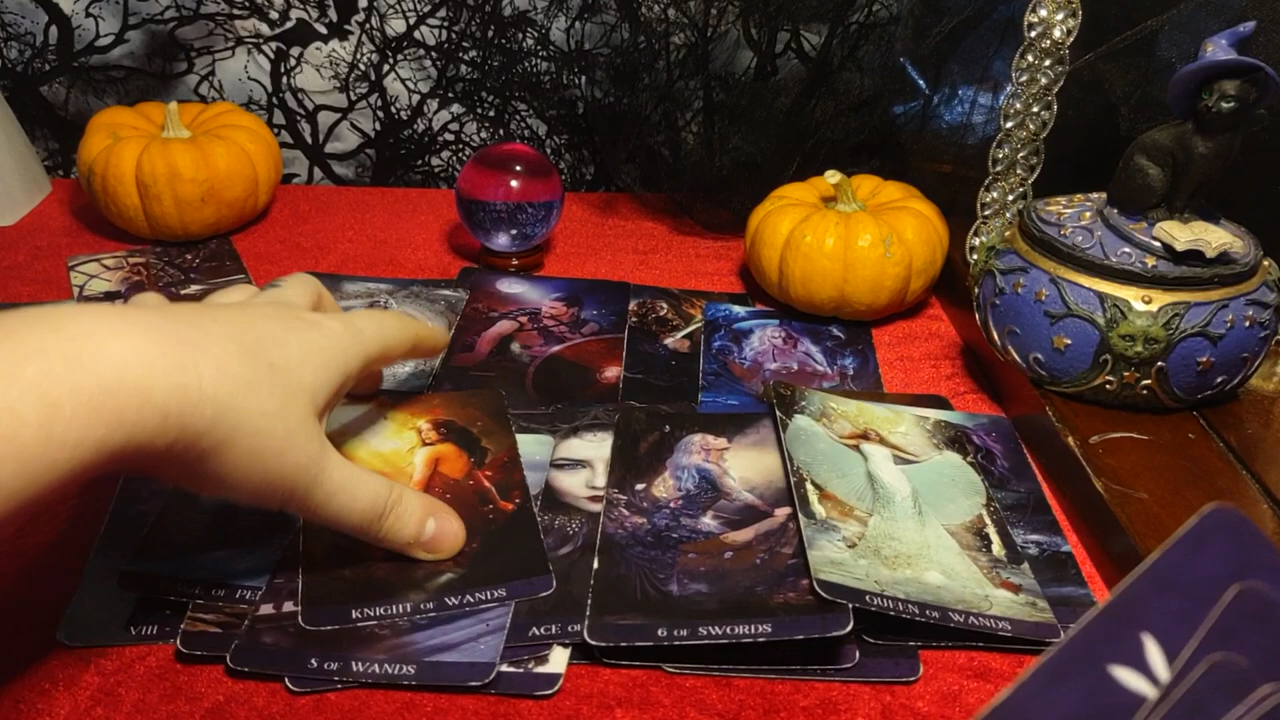 KNIGHT OF WANDS
QUEEN OF WANDS
6 OF SWORDS
ACE OF
VIII -
5 OF WANDS